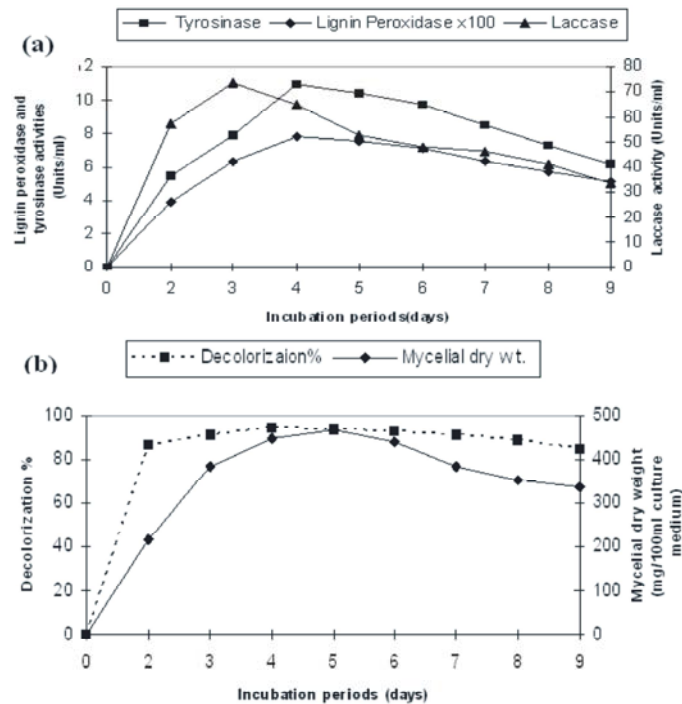 Tyrosinase Lignin Peroxidase x100 Laccase
(a)
Lignin peroxidase and
tyrosinase activities
(Units/ml)
12
10
8
6
4
2
0
80
70
60
50
40
30
20
10
0
Laccase activity (Units/ml)
0 2 3 4 5 6 7 8 9
Incubation periods(days)
(b)
Decolorizaion% Mycelial dry wt.
Decolorization %
100
80
60
40
20
0
500
400
300
200
100
0
Mycelial dry weight
(mg/100ml culture
medium)
0 2 3 4 5 6 7 8 9
Incubation periods (days)